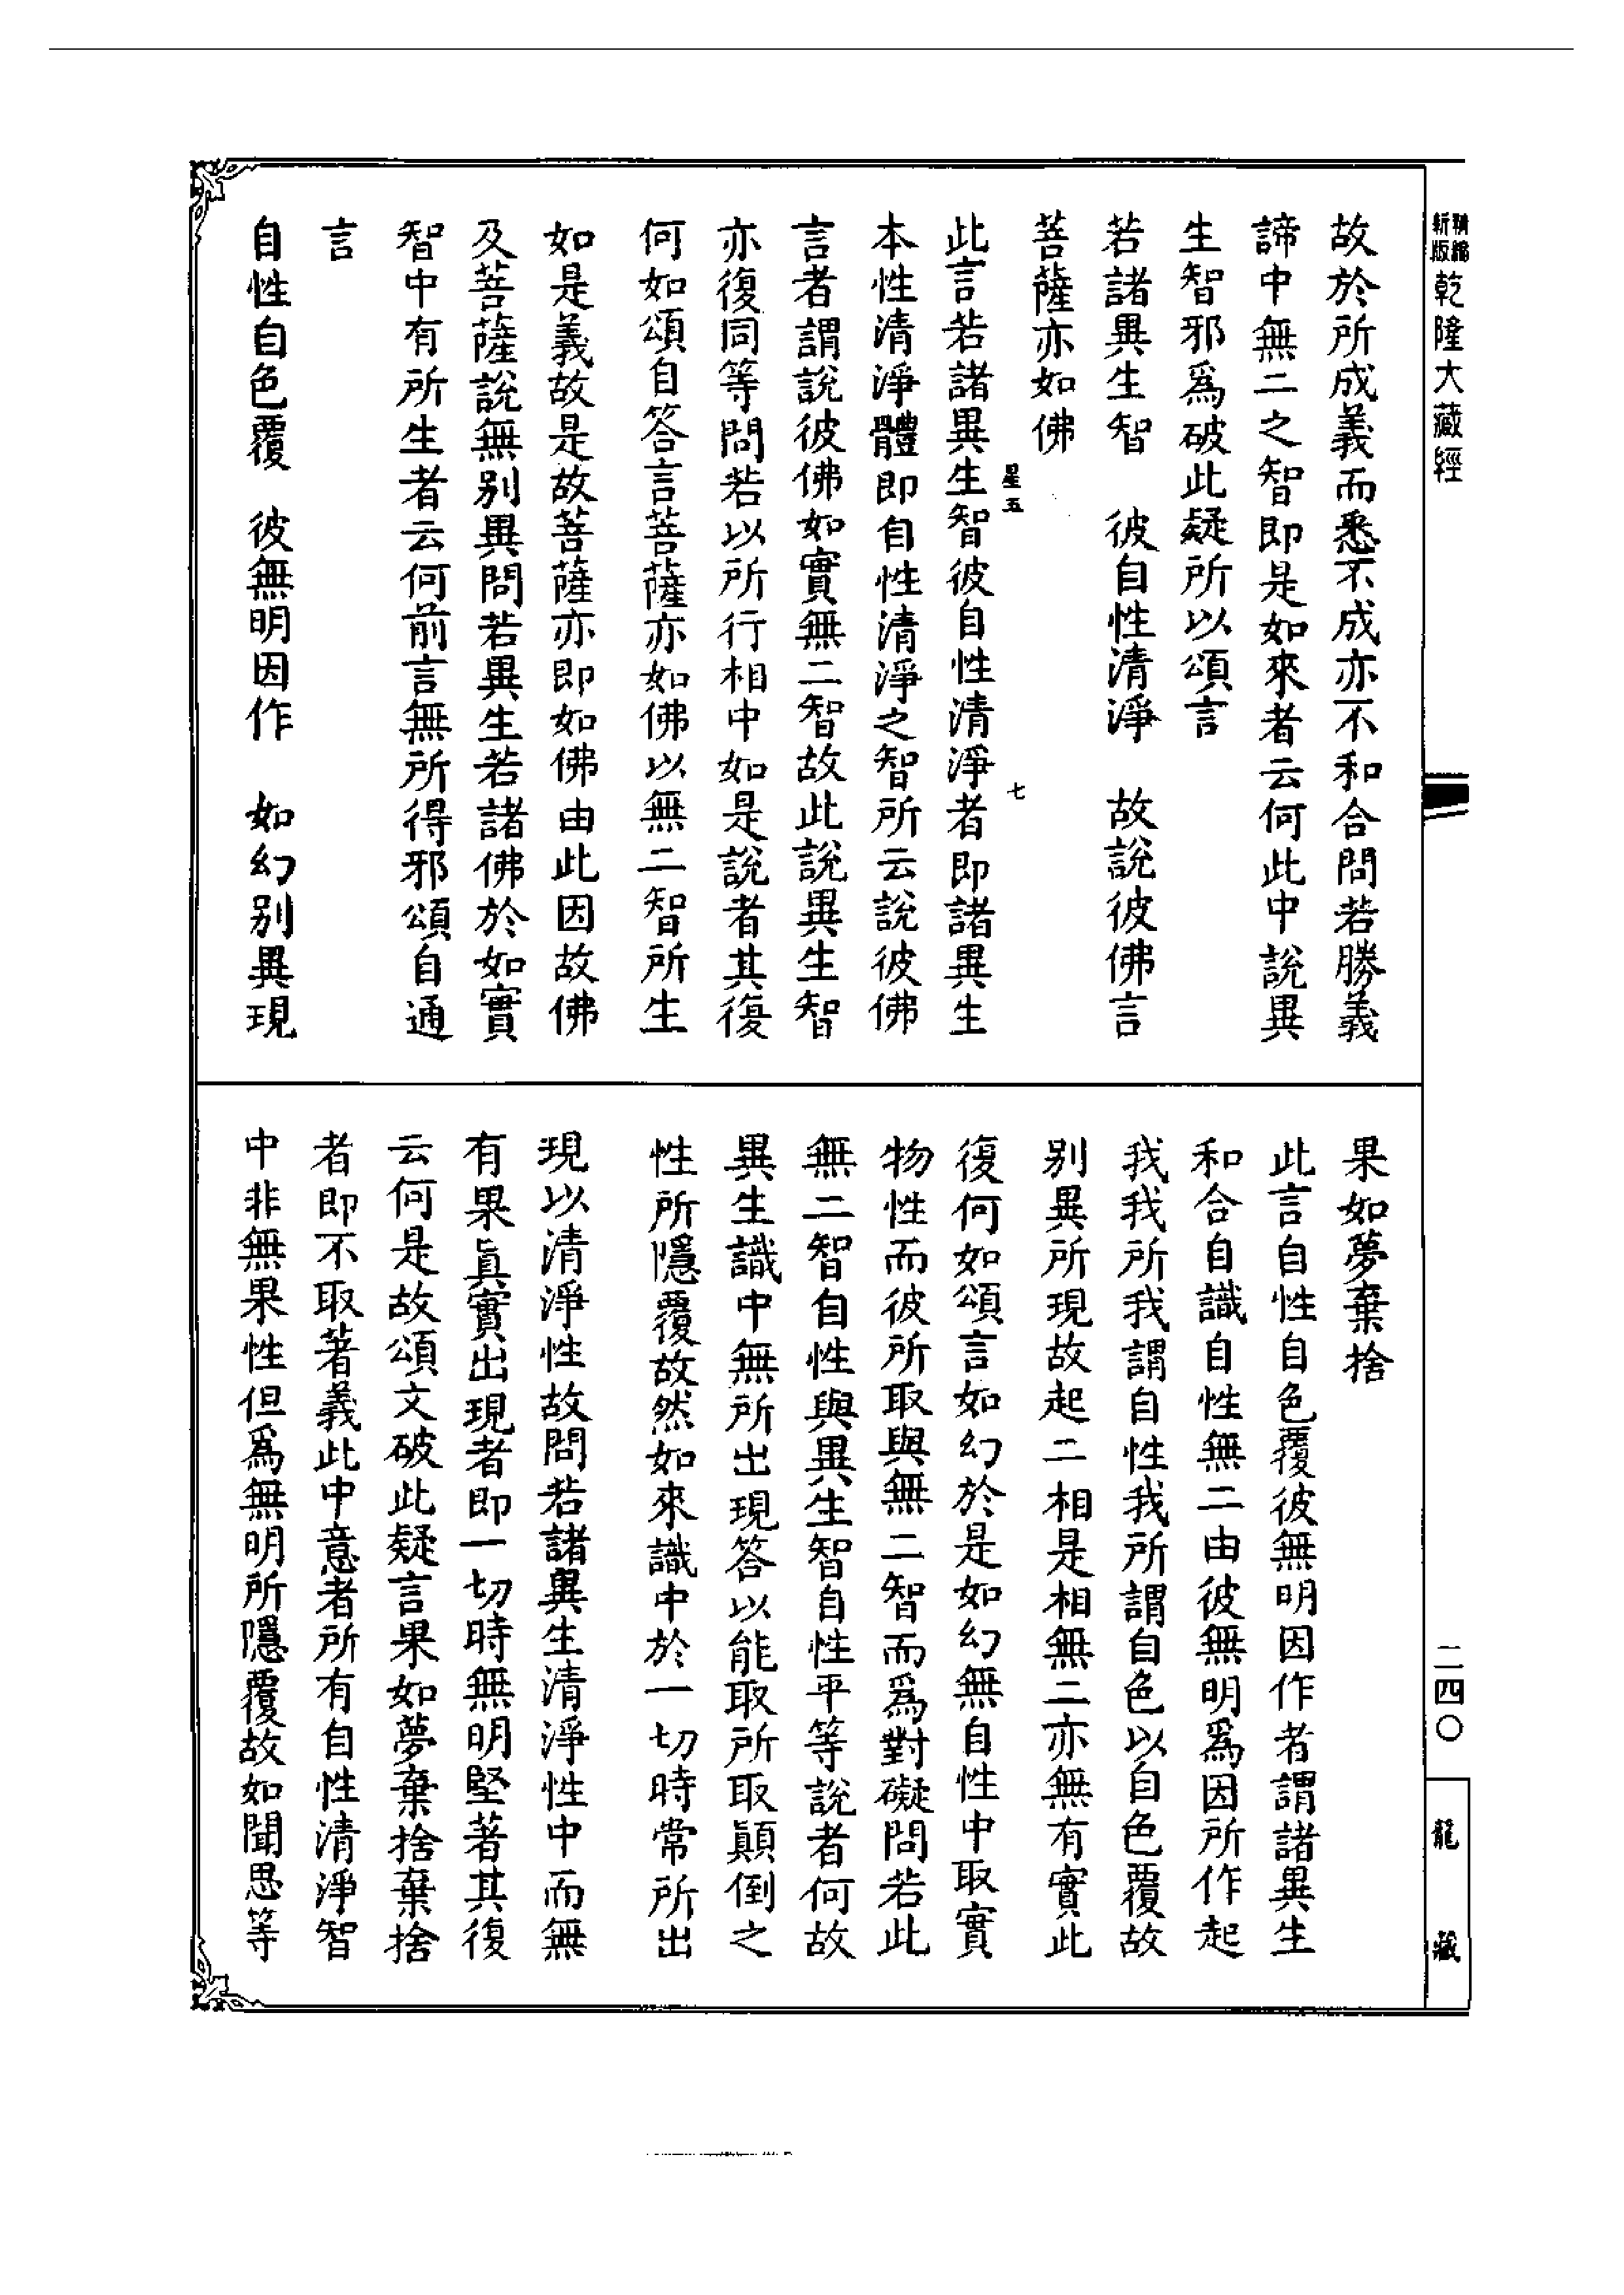 精編
新版
乾隆大藏經
故於所成義而悉不成亦不和合問若勝義
諦中無二之智即是如來者云何此中說異
生智邪爲破此疑所以頌言
若諸異生智　彼自性清淨　故說彼佛言
菩薩亦如佛
星五
七
此言若諸異生智彼自性清淨者即諸異生
本性清淨體即自性清淨之智所云說彼佛
言者謂說彼佛如實無二智故此說異生智
亦復同等問若以所行相中如是說者其復
何如頌自答言菩薩亦如佛以無二智所生
如是義故是故菩薩亦即如佛由此因故佛
及菩薩說無別異問若異生若諸佛於如實
智中有所生者云何前言無所得邪頌自通
言
自性自色覆　彼無明因作　如幻別異現
果如夢棄捨
此言自性自色覆彼無明因作者謂諸異生
和合自識自性無二由彼無明爲因所作起
我我所我謂自性我所謂自色以自色覆故
別異所現故起二相是相無二亦無有實此
復何如頌言如幻於是如幻無自性中取實
物性而彼所取與無二智而爲對礙問若此
無二智自性與異生智自性平等說者何故
異生識中無所出現答以能取所取顛倒之
性所隱覆故然如來識中於一切時常所出
現以清淨性故問若諸異生清淨性中而無
有果眞實出現者即一切時無明堅著其復
云何是故頌文破此疑言果如夢棄捨棄捨
者即不取著義此中意者所有自性清淨智
中非無果性但爲無明所隱覆故如聞思等
二四〇
龍藏